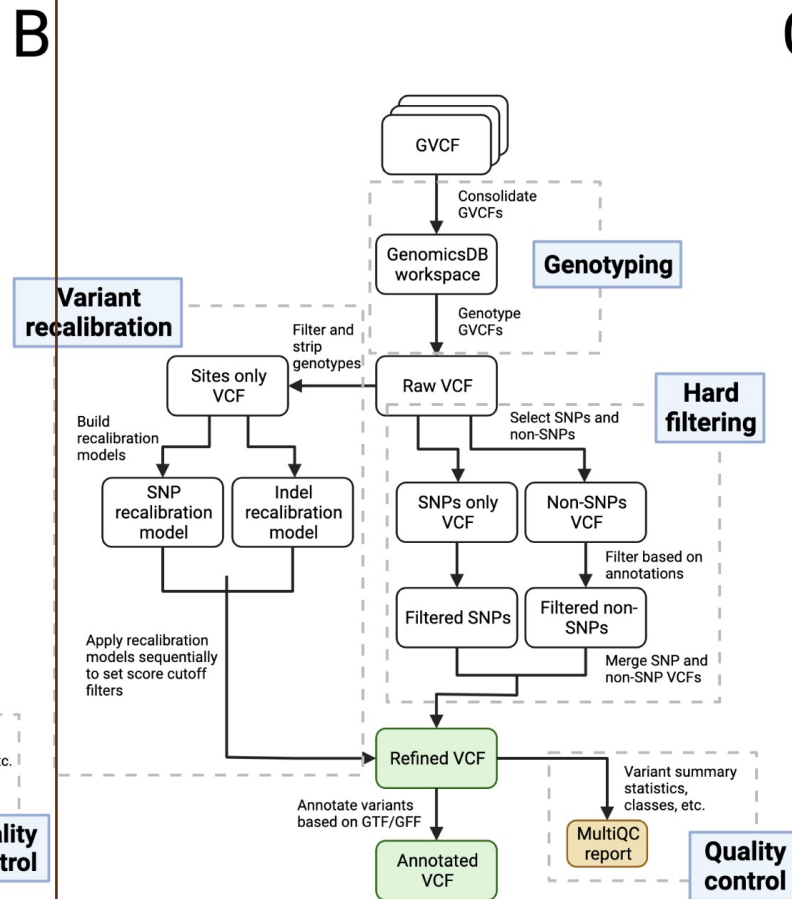 B
GVCF
Consolidate
GVCFs
GenomicsDB
workspace
Genotyping
Genotype
GVCFs
Variant
recalibration
Filter and
strip
genotypes
Sites only
VCF
Raw VCF
Hard
filtering
Select SNPs and
non-SNPs
Build
recalibration
models
SNP
recalibration
model
Indel
recalibration
model
SNPs only
VCF
Non-SNPs
VCF
Filter based on
annotations
Filtered SNPs
Filtered non-
SNPs
Apply recalibration
models sequentially
to set score cutoff
filters
Merge SNP and
non-SNP VCFs
Refined VCF
tc.
Variant summary
statistics,
classes, etc.
Annotate variants
based on GTF/GFF
MultiQC
report
ality
trol
Annotated
VCF
Quality
control